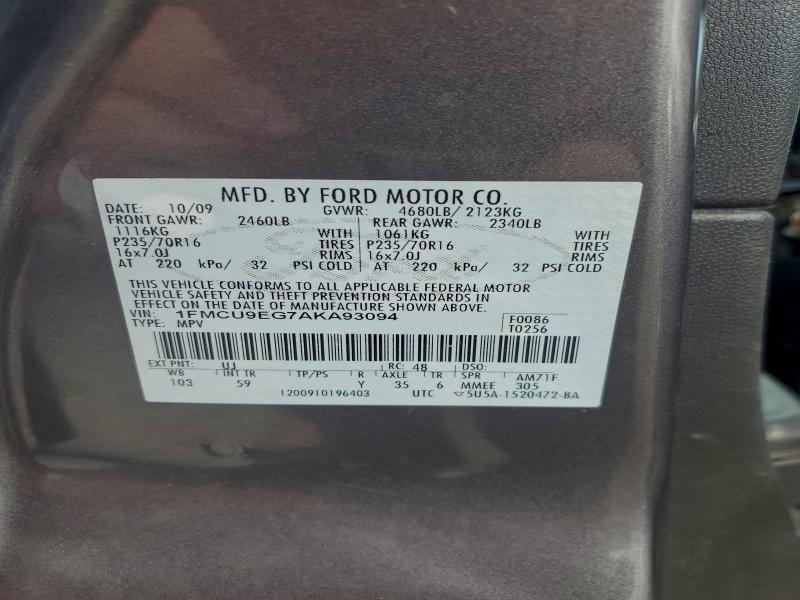 MFD. BY FORD MOTOR CO.
DATE: 10/09 GVWR: 4680LB/ 2123KG
FRONT GAWR: 2460LB REAR GAWR: 2340LB
1116KG WITH 1061KG WITH
P235/70R16 TIRES P235/70R16 TIRES
16x7.0J RIMS 16x7.0J RIMS
AT 220 kPa/ 32 PSI COLD AT 220 kPa/ 32 PSI COLD
THIS VEHICLE CONFORMS TO ALL APPLICABLE FEDERAL MOTOR
VEHICLE SAFETY AND THEFT PREVENTION STANDARDS IN
EFFECT ON THE DATE OF MANUFACTURE SHOWN ABOVE.
VIN: 1FMCU9EG7AKA93094 F0086
TYPE: MPV T0256
EXT PNT: UJ RC: 48 DSO:
WB INT TR TP/PS R AXLE TR SPR AM71F
103 59 Y 35 6 MMEE 305
1200910196403 UTC ▽5U5A-1520472-BA